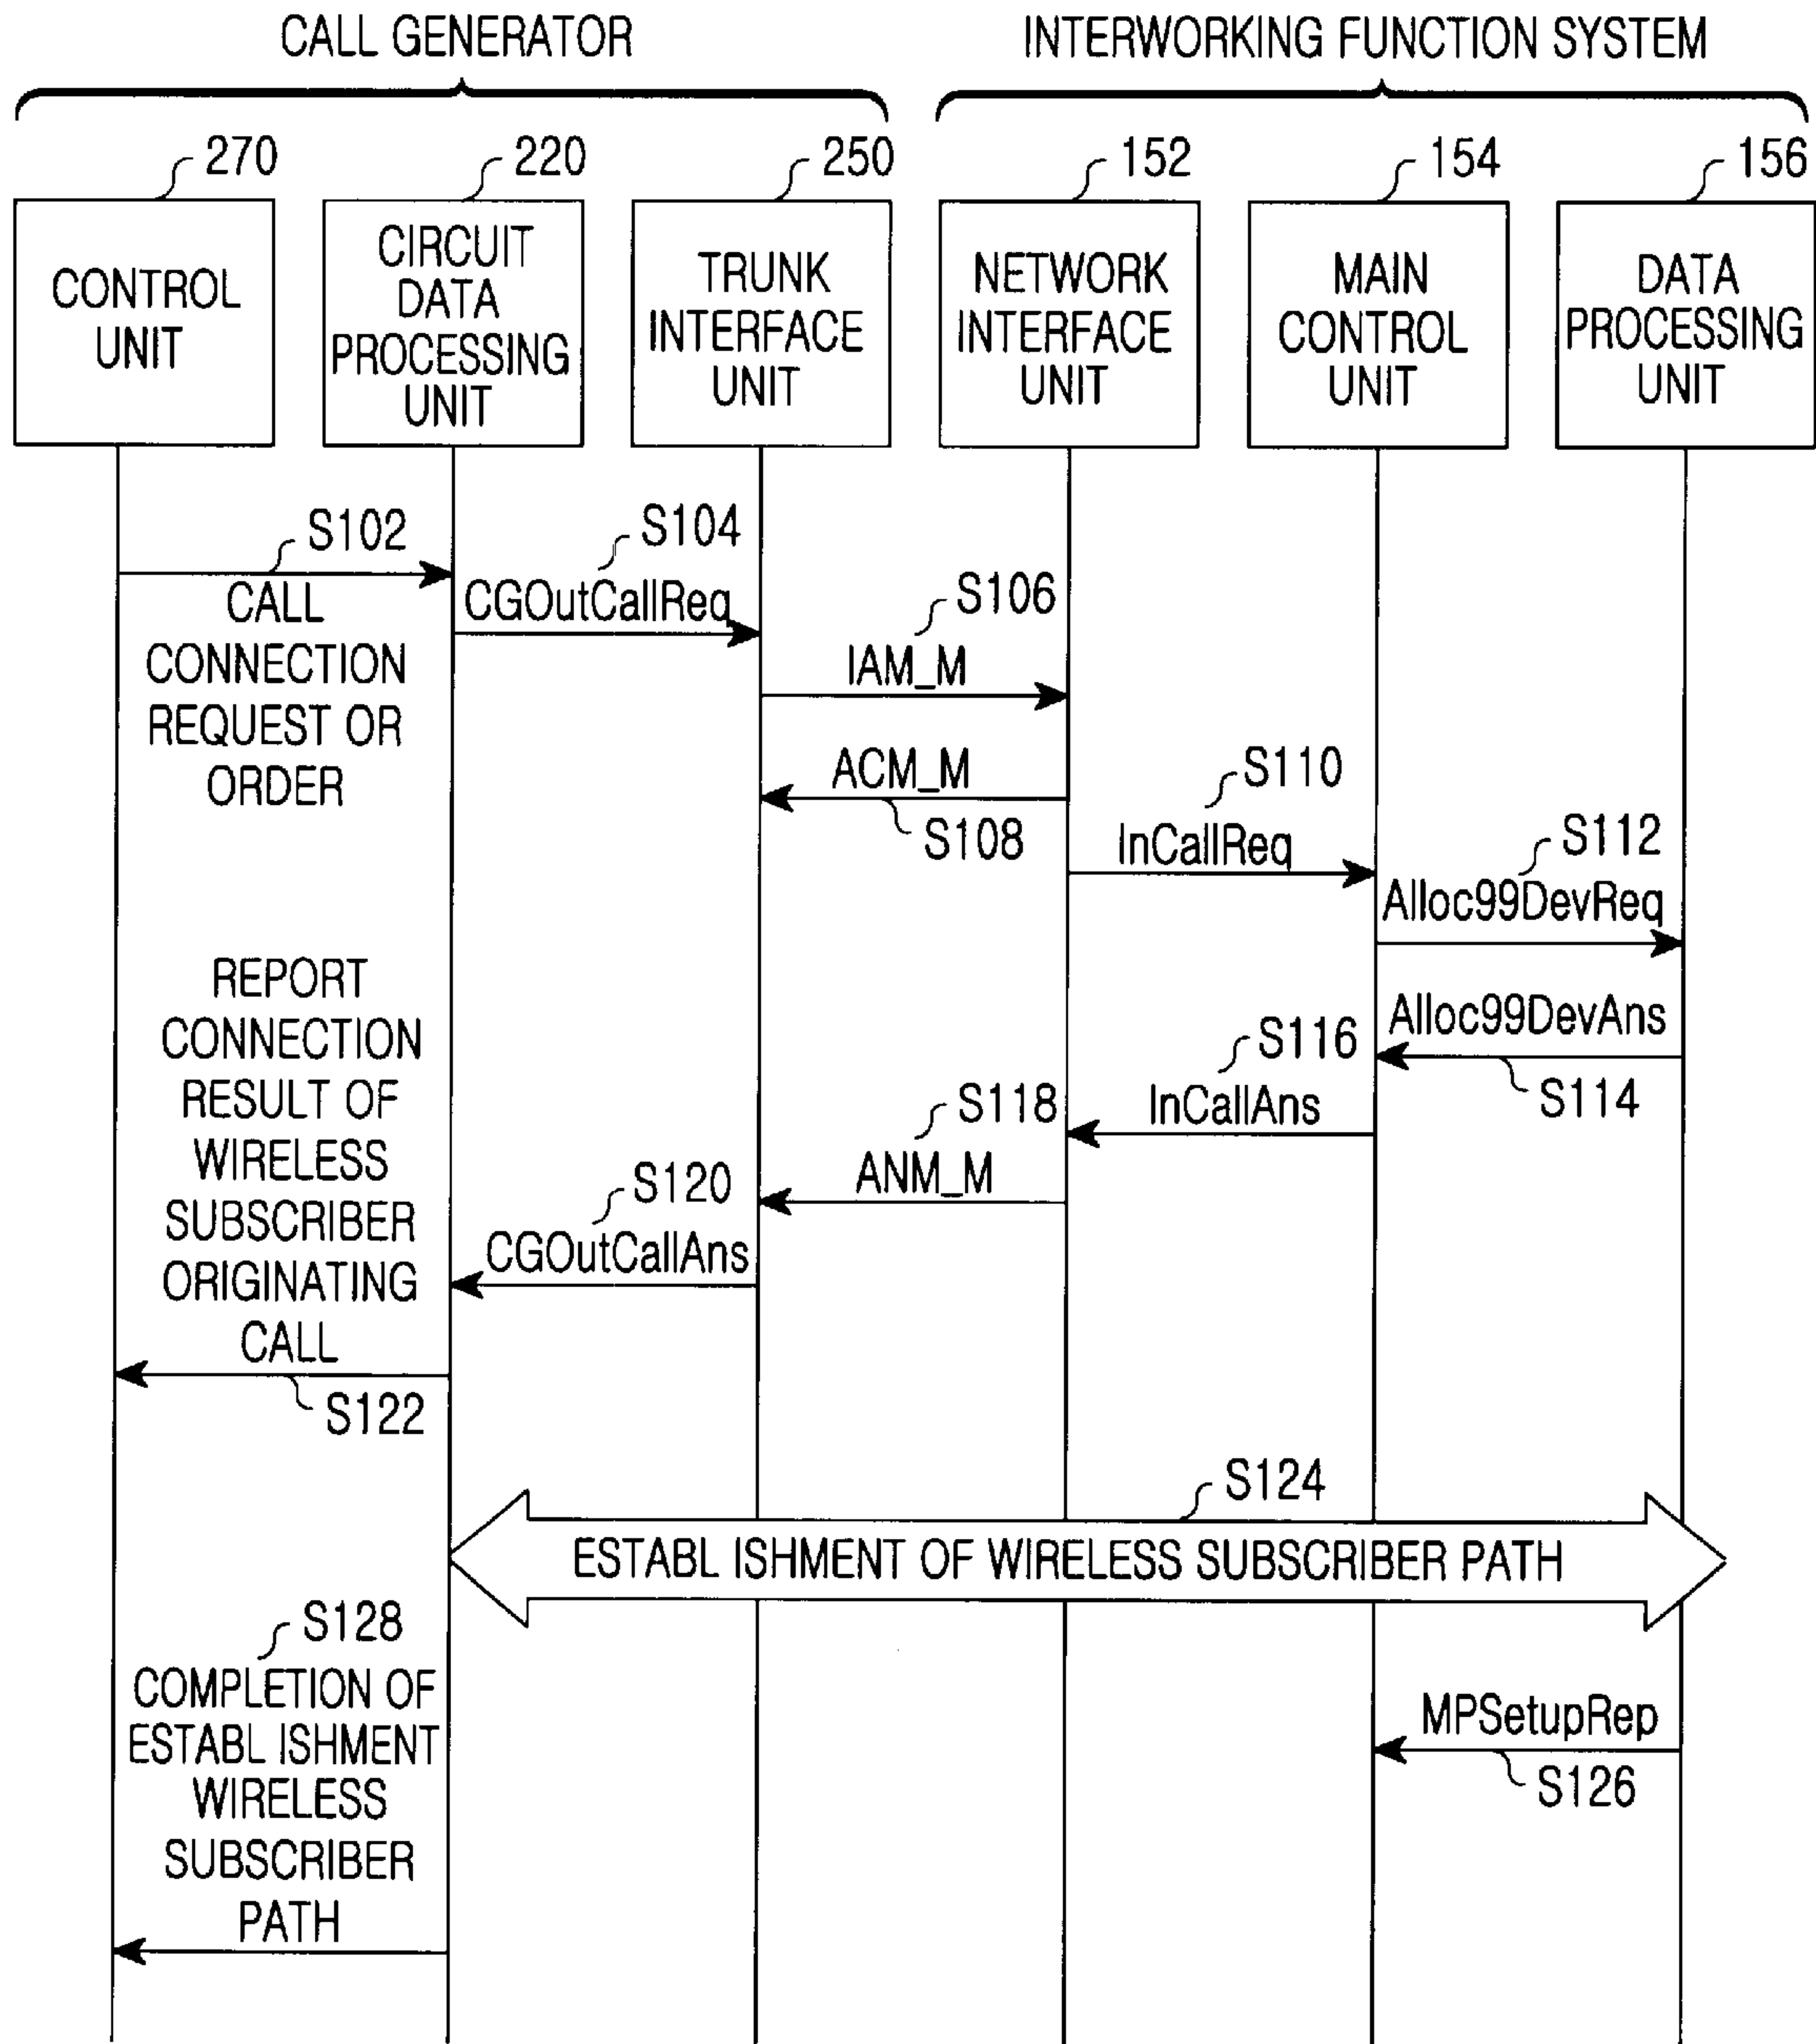 CALL GENERATOR
INTERWORKING FUNCTION SYSTEM
270
220
250
152
154
156
CONTROL
UNIT
CIRCUIT
DATA
PROCESSING
UNIT
TRUNK
INTERFACE
UNIT
NETWORK
INTERFACE
UNIT
MAIN
CONTROL
UNIT
DATA
PROCESSING
UNIT
S102
CALL
CONNECTION
REQUEST OR
ORDER
S104
CGOutCallReq
S106
IAM_M
ACM_M
S108
S110
InCallReq
S112
Alloc99DevReq
Alloc99DevAns
S114
S116
InCallAns
S118
ANM_M
S120
CGOutCallAns
REPORT
CONNECTION
RESULT OF
WIRELESS
SUBSCRIBER
ORIGINATING
CALL
S122
S124
ESTABL ISHMENT OF WIRELESS SUBSCRIBER PATH
MPSetupRep
S126
S128
COMPLETION OF
ESTABL ISHMENT
WIRELESS
SUBSCRIBER
PATH